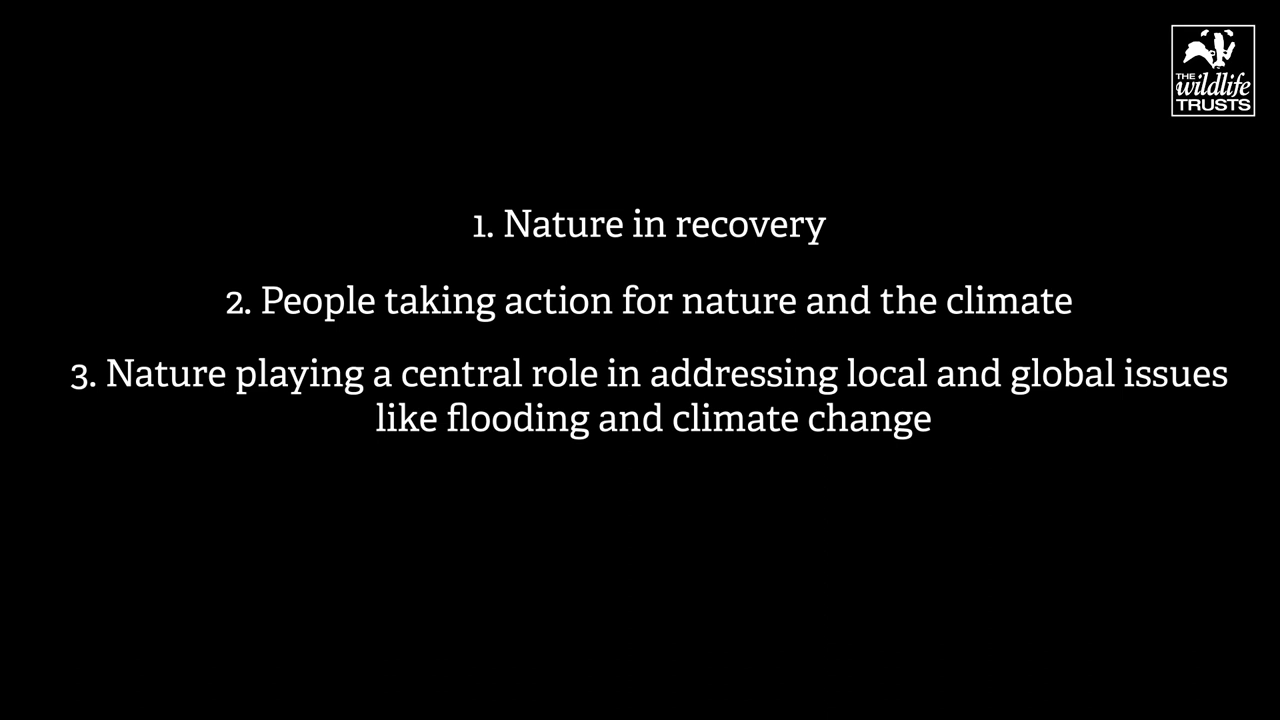 THE
wildlife
TRUSTS
1. Nature in recovery
2. People taking action for nature and the climate
3. Nature playing a central role in addressing local and global issues
like flooding and climate change